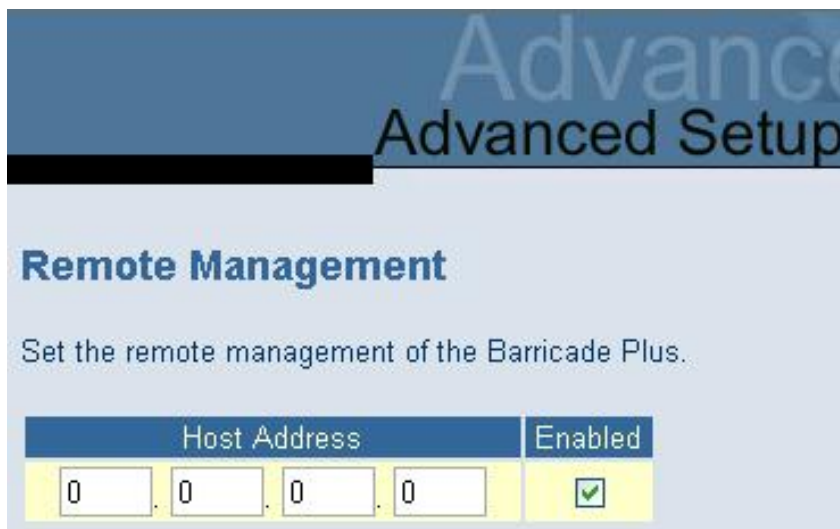 Advance
Advanced Setup
Remote Management
Set the remote management of the Barricade Plus.
Host Address Enabled
0 . 0 . 0 . 0